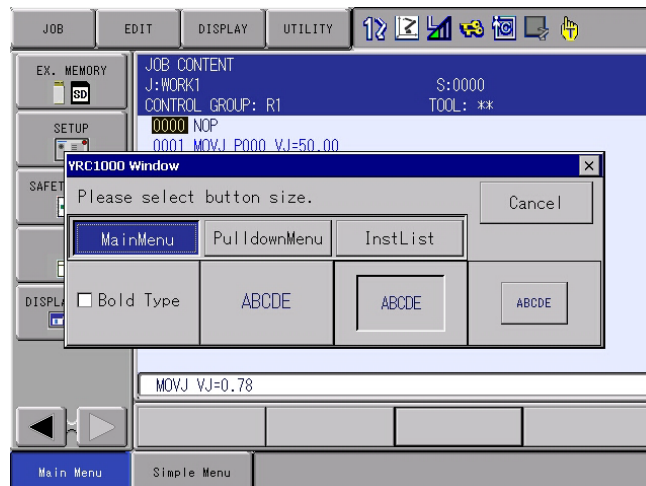 JOB EDIT DISPLAY UTILITY
EX. MEMORY
SD
JOB CONTENT
J:WORK1 S:0000
CONTROL GROUP: R1 TOOL: **
SETUP
0000 NOP
0001 MOVJ P000 VJ=50.00
YRC1000 Window
SAFET
Please select button size.
Cancel
MainMenu PulldownMenu InstList
DISPL
Bold Type ABCDE ABCDE ABCDE
MOVJ VJ=0.78
Main Menu Simple Menu